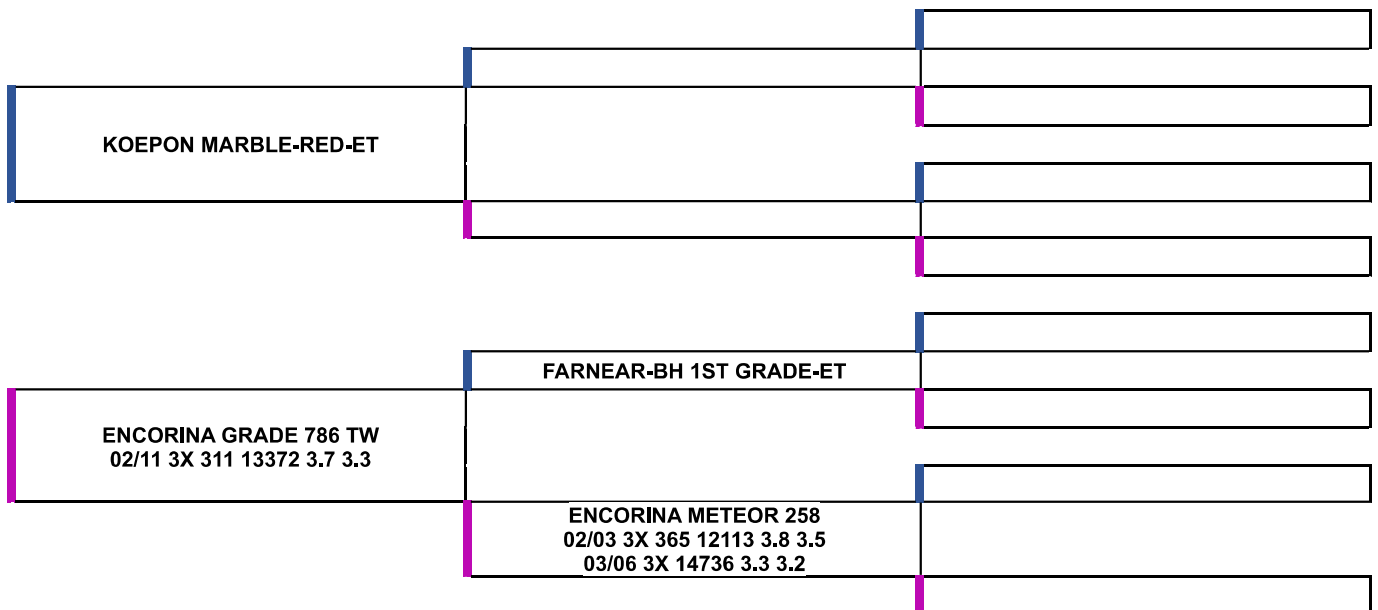 KOEPON MARBLE-RED-ET
FARNEAR-BH 1ST GRADE-ET
ENCORINA GRADE 786 TW
02/11 3X 311 13372 3.7 3.3
ENCORINA METEOR 258
02/03 3X 365 12113 3.8 3.5
03/06 3X 14736 3.3 3.2